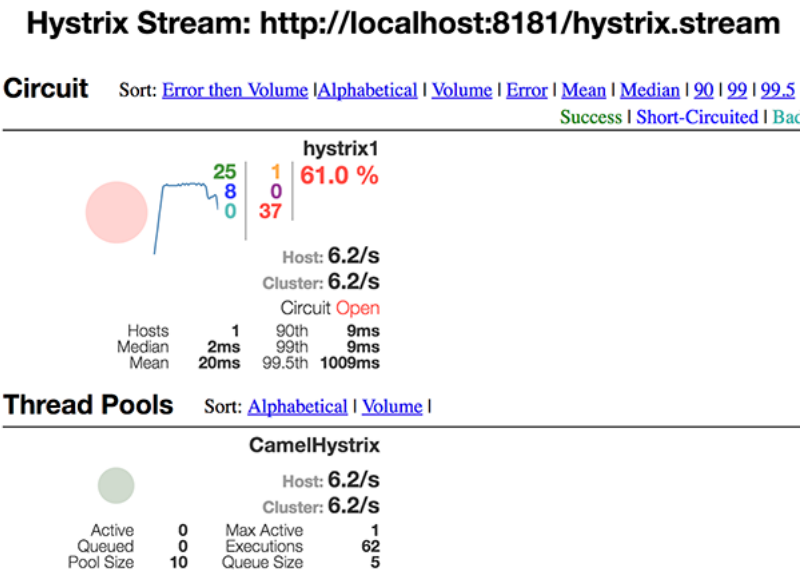 Hystrix Stream: http://localhost:8181/hystrix.stream
Circuit Sort: Error then Volume |Alphabetical | Volume | Error | Mean | Median | 90 | 99 | 99.5
Success | Short-Circuited | Bad
hystrix1
25 1 61.0 %
8 0
0 37
Host: 6.2/s
Cluster: 6.2/s
Circuit Open
Hosts 1 90th 9ms
Median 2ms 99th 9ms
Mean 20ms 99.5th 1009ms
Thread Pools Sort: Alphabetical | Volume |
CamelHystrix
Host: 6.2/s
Cluster: 6.2/s
Active 0 Max Active 1
Queued 0 Executions 62
Pool Size 10 Queue Size 5